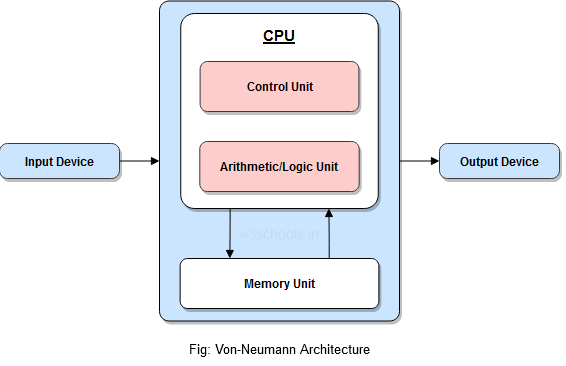 CPU
Control Unit
Input Device
Arithmetic/Logic Unit
Output Device
w3schools.in
Memory Unit
Fig: Von-Neumann Architecture